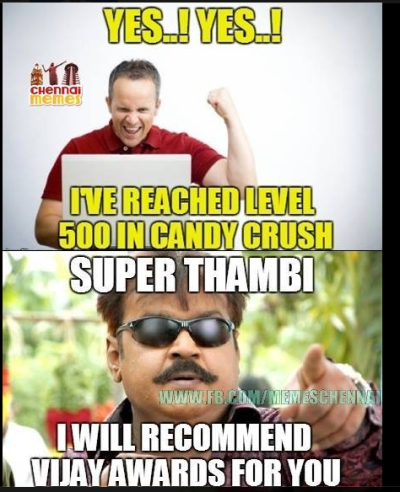 YES..! YES..!
CHENNAI
MEMES
I'VE REACHED LEVEL
500 IN CANDY CRUSH
SUPER THAMBI
WWW.FB.COM/MEMESCHENNAI
I WILL RECOMMEND
VIJAY AWARDS FOR YOU